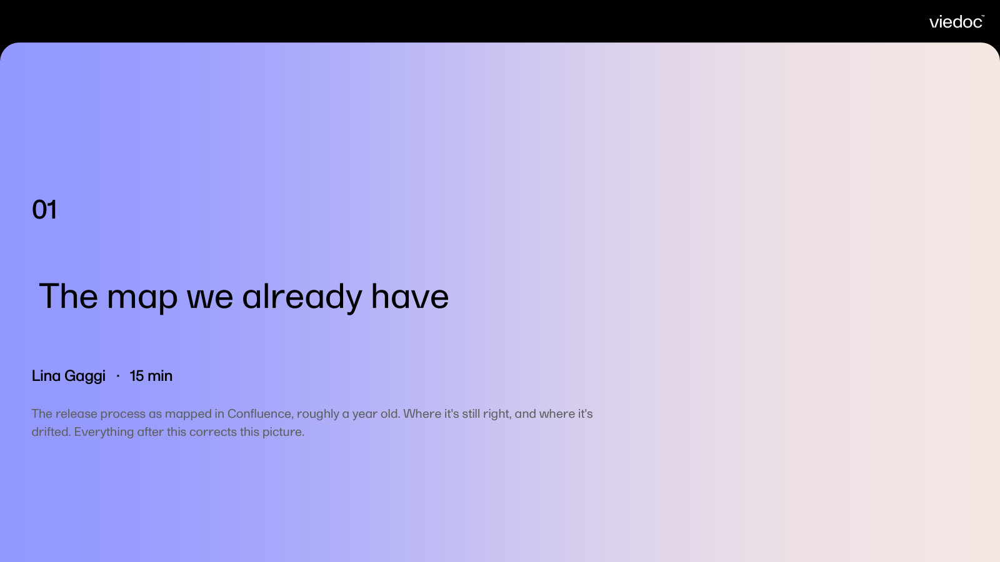 viedoc™
01
The map we already have
Lina Gaggi · 15 min
The release process as mapped in Confluence, roughly a year old. Where it's still right, and where it's
drifted. Everything after this corrects this picture.